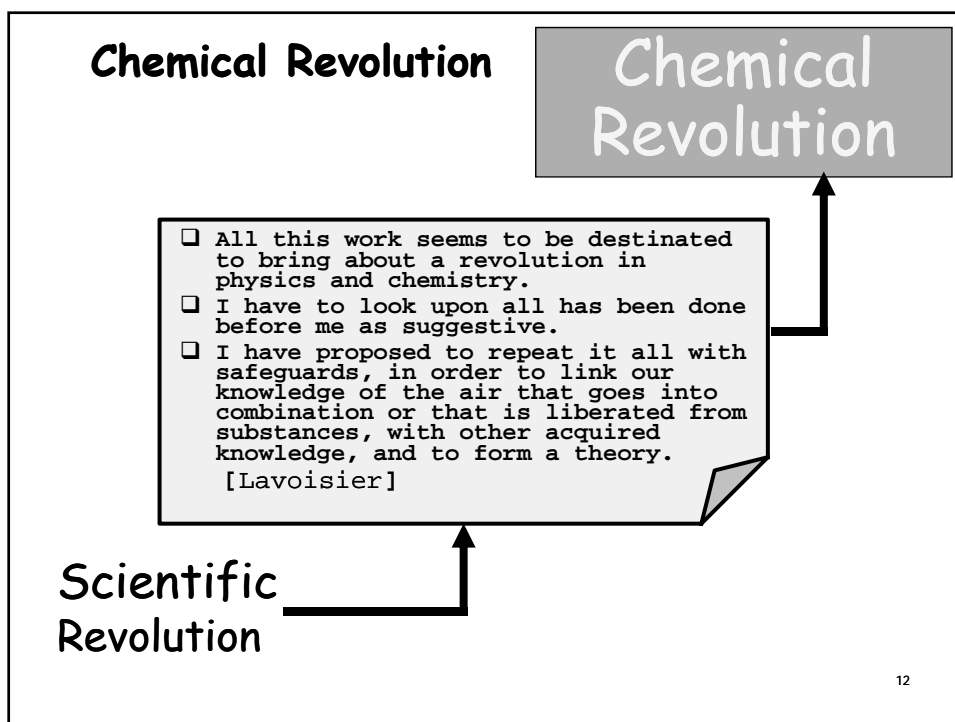 Chemical Revolution
Chemical
Revolution
❑ All this work seems to be destinated
to bring about a revolution in
physics and chemistry.
❑ I have to look upon all has been done
before me as suggestive.
❑ I have proposed to repeat it all with
safeguards, in order to link our
knowledge of the air that goes into
combination or that is liberated from
substances, with other acquired
knowledge, and to form a theory.
[Lavoisier]
Scientific
Revolution
12